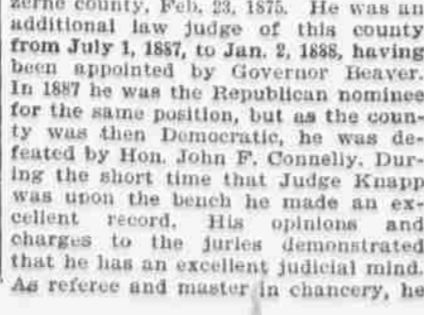 zerne county, Feb. 23, 1875. He was an
additional law judge of this county
from July 1, 1887, to Jan. 2, 1888, having
been appointed by Governor Beaver.
In 1887 he was the Republican nominee
for the same position, but as the coun-
ty was then Democratic, he was de-
feated by Hon. John F. Connelly. Dur-
ing the short time that Judge Knapp
was upon the bench he made an ex-
cellent record. His opinions and
charges to the juries demonstrated
that he has an excellent judicial mind.
As referee and master in chancery, he